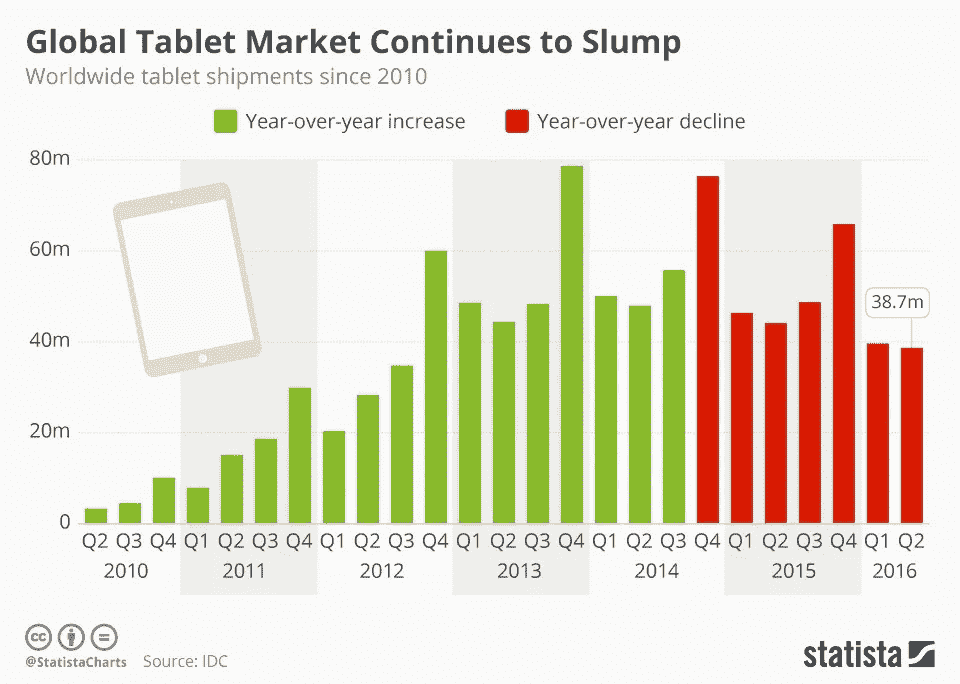 Global Tablet Market Continues to Slump
Worldwide tablet shipments since 2010
Year-over-year increase Year-over-year decline
80m
60m
40m
20m
0
38.7m
Q2 Q3 Q4 Q1 Q2 Q3 Q4 Q1 Q2 Q3 Q4 Q1 Q2 Q3 Q4 Q1 Q2 Q3 Q4 Q1 Q2 Q3 Q4 Q1 Q2
2010 2011 2012 2013 2014 2015 2016
cc
@StatistaCharts Source: IDC
statista